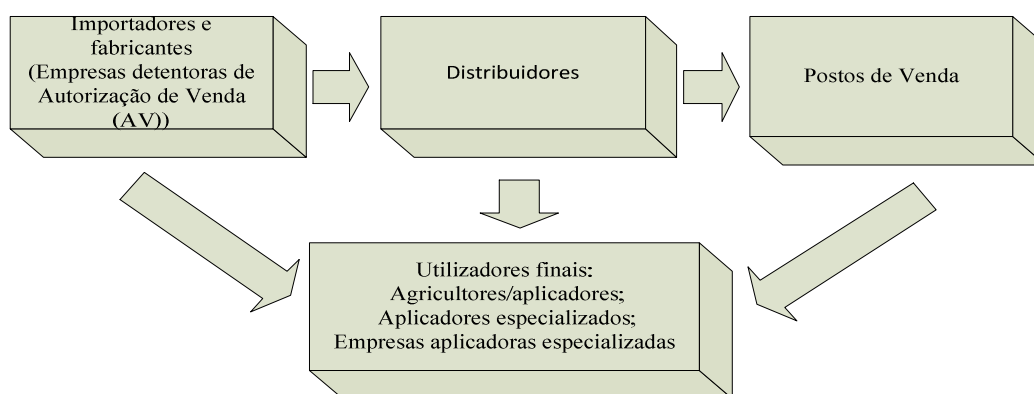 Importadores e
fabricantes
(Empresas detentoras de
Autorização de Venda
(AV))
Distribuidores
Postos de Venda
Utilizadores finais:
Agricultores/aplicadores;
Aplicadores especializados;
Empresas aplicadoras especializadas